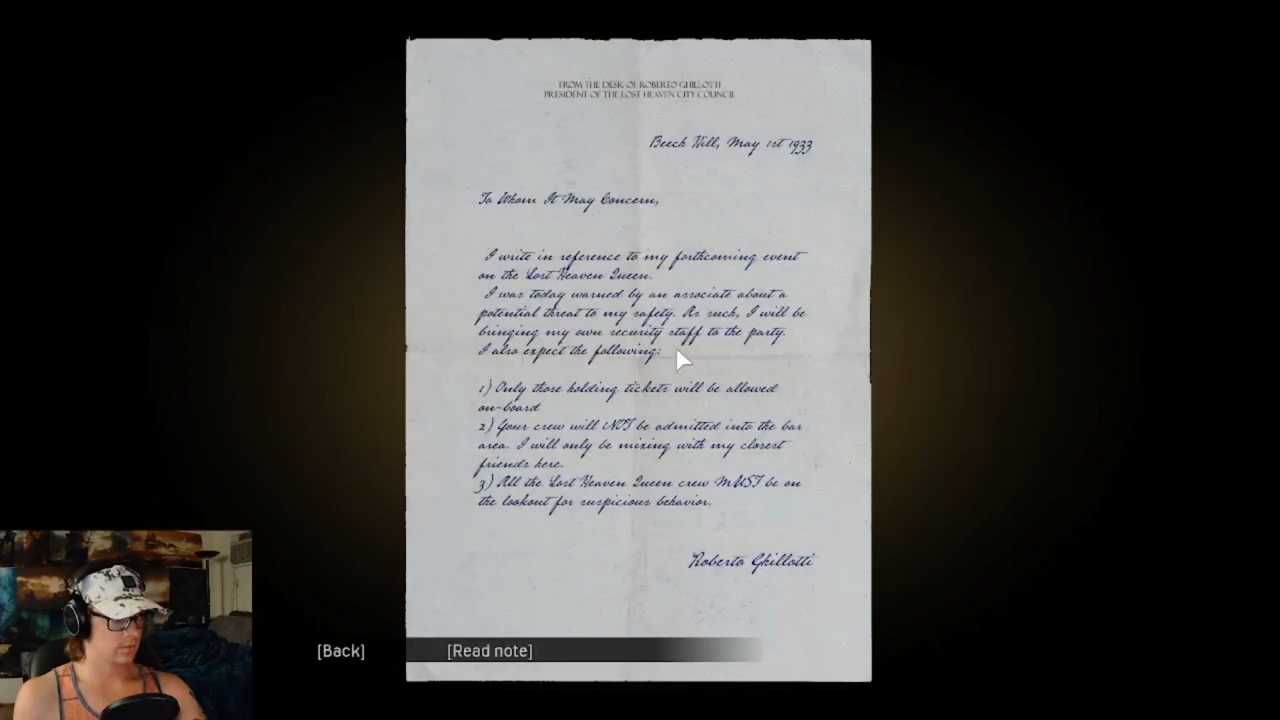 FROM THE DESK OF ROBERTO GHILLOTTI
PRESIDENT OF THE LOST HEAVEN CITY COUNCIL
Beech Hill, May 1st 1933
To Whom It May Concern,
I write in reference to my forthcoming event
on the Lost Heaven Queen.
I was today warned by an associate about a
potential threat to my safety. As such, I will be
bringing my own security staff to the party.
I also expect the following:
1) Only those holding tickets will be allowed
on-board
2) Your crew will NOT be admitted into the bar
area. I will only be mixing with my closest
friends here.
3) All the Lost Heaven Queen crew MUST be on
the lookout for suspicious behavior.
Roberto Ghillotti
[Back] [Read note]